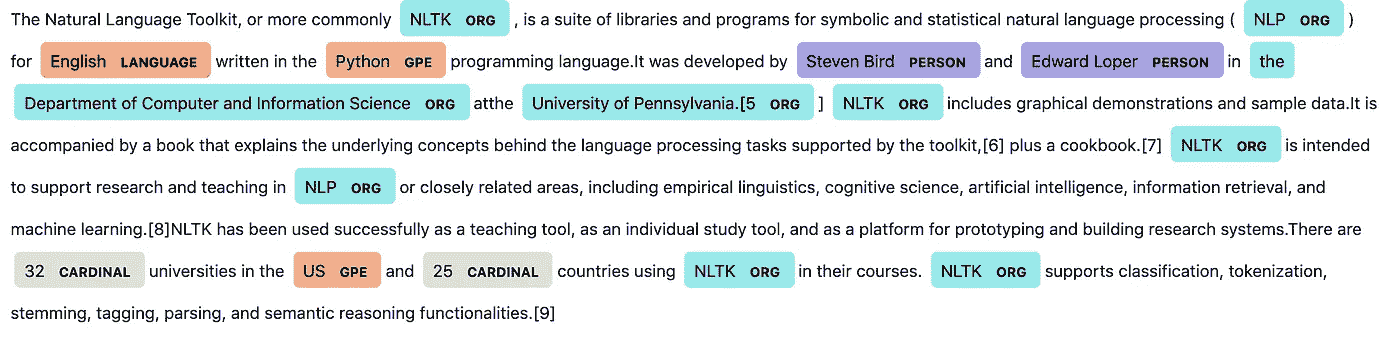 The Natural Language Toolkit, or more commonly NLTK ORG , is a suite of libraries and programs for symbolic and statistical natural language processing ( NLP ORG )
for English LANGUAGE written in the Python GPE programming language.It was developed by Steven Bird PERSON and Edward Loper PERSON in the
Department of Computer and Information Science ORG atthe University of Pennsylvania.[5 ORG ] NLTK ORG includes graphical demonstrations and sample data.It is
accompanied by a book that explains the underlying concepts behind the language processing tasks supported by the toolkit,[6] plus a cookbook.[7] NLTK ORG is intended
to support research and teaching in NLP ORG or closely related areas, including empirical linguistics, cognitive science, artificial intelligence, information retrieval, and
machine learning.[8]NLTK has been used successfully as a teaching tool, as an individual study tool, and as a platform for prototyping and building research systems.There are
32 CARDINAL universities in the US GPE and 25 CARDINAL countries using NLTK ORG in their courses. NLTK ORG supports classification, tokenization,
stemming, tagging, parsing, and semantic reasoning functionalities.[9]